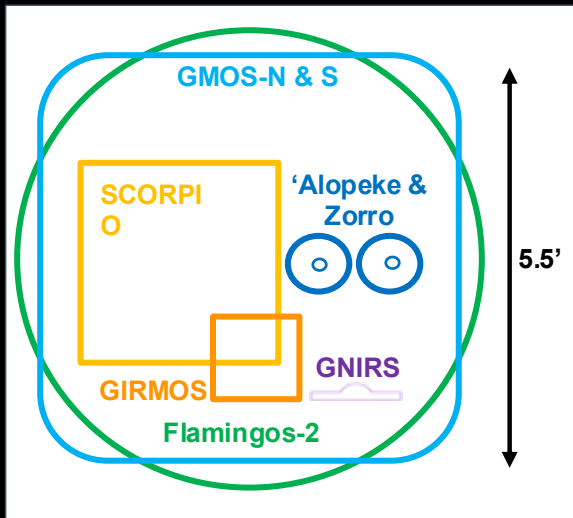 GMOS-N & S
SCORPI
O
‘Alopeke &
Zorro
5.5’
GIRMOS
GNIRS
Flamingos-2